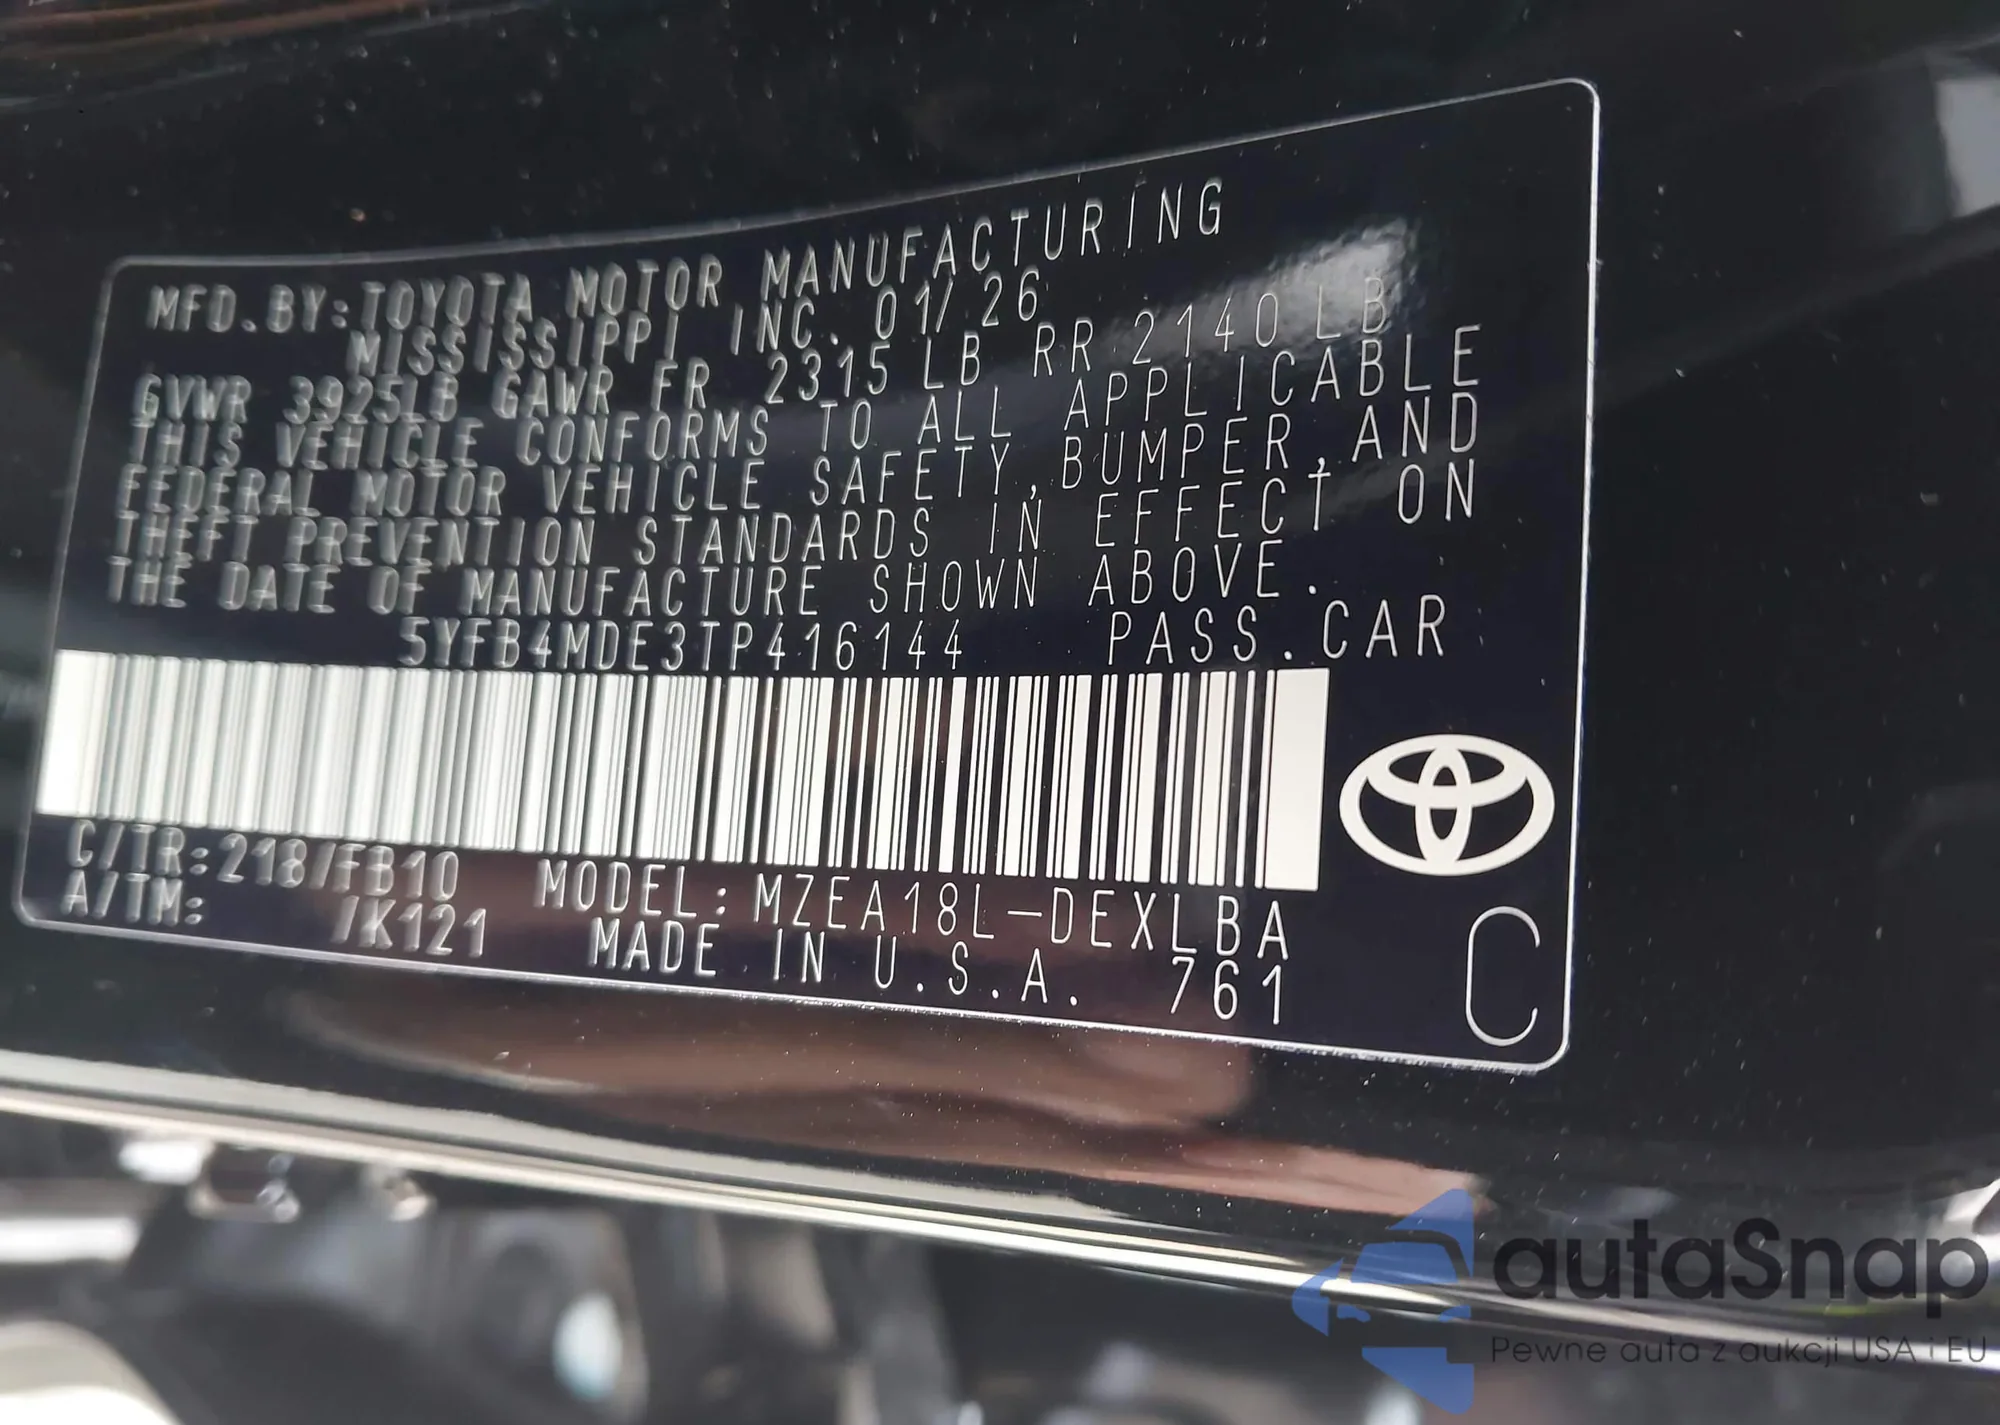 MFD.BY:TOYOTA MOTOR MANUFACTURING
MISSISSIPPI INC. 01/26
GVWR 3925LB GAWR FR 2315 LB RR 2140 LB
THIS VEHICLE CONFORMS TO ALL APPLICABLE
FEDERAL MOTOR VEHICLE SAFETY,BUMPER,AND
THEFT PREVENTION STANDARDS IN EFFECT ON
THE DATE OF MANUFACTURE SHOWN ABOVE.
5YFB4MDE3TP416144 PASS.CAR
C/TR:218/FB10 MODEL:MZEA18L-DEXLBA
A/TM: /K121 MADE IN U.S.A. 761
C
autaSnap
Pewne auta z aukcji USA i EU